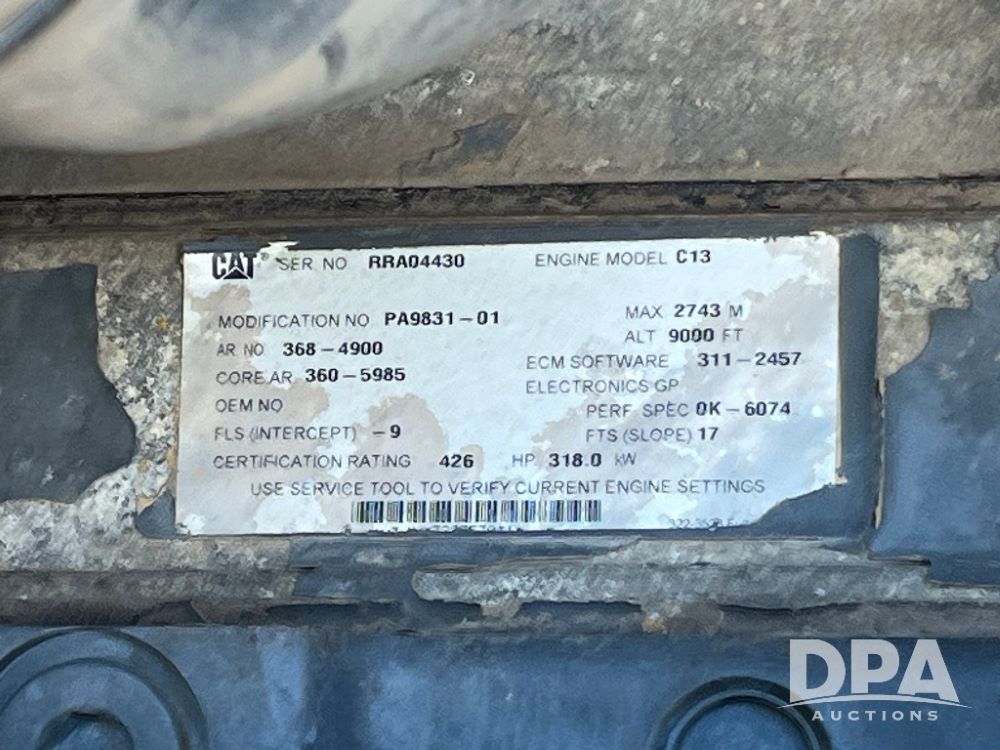 CAT® SER NO RRA04430 ENGINE MODEL C13
MODIFICATION NO PA9831-01 MAX 2743 M
ALT 9000 FT
AR NO 368-4900
ECM SOFTWARE 311-2457
CORE AR 360-5985
ELECTRONICS GP
OEM NO
PERF SPEC 0K-6074
FLS (INTERCEPT) -9 FTS (SLOPE) 17
CERTIFICATION RATING 426 HP 318.0 kW
USE SERVICE TOOL TO VERIFY CURRENT ENGINE SETTINGS
DPA
AUCTIONS